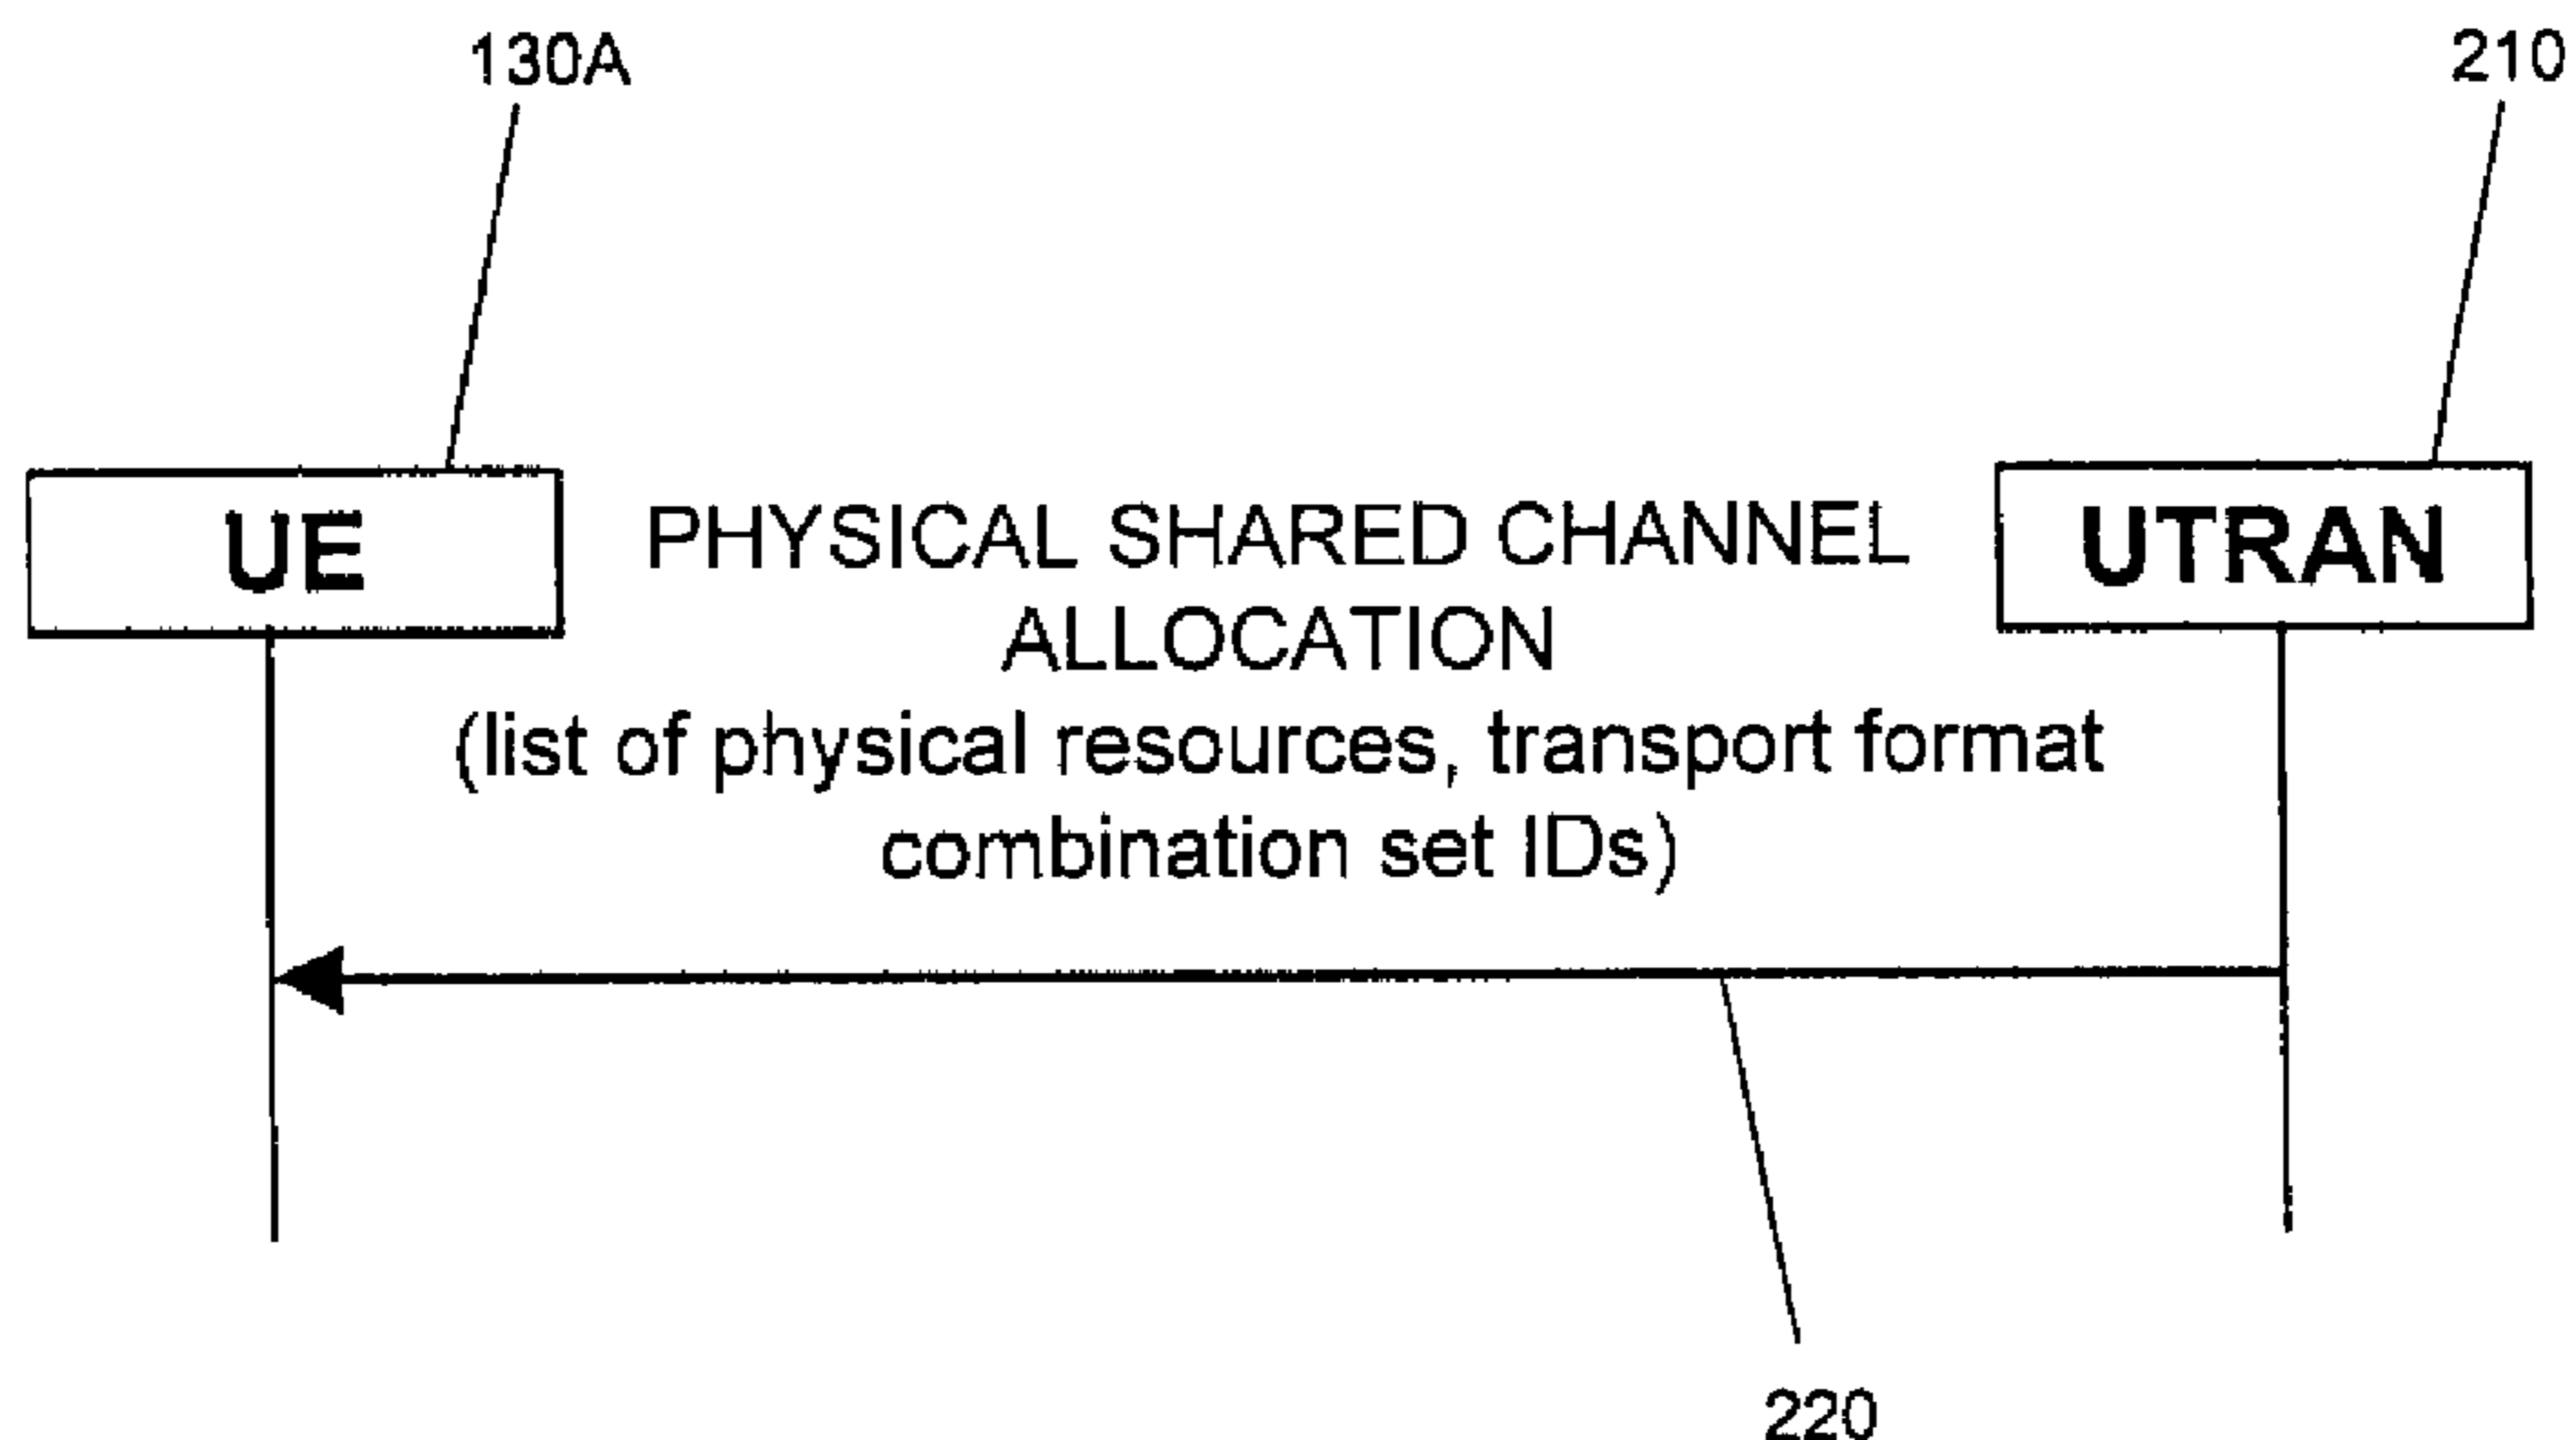 130A
210
UE
UTRAN
PHYSICAL SHARED CHANNEL
ALLOCATION
(list of physical resources, transport format
combination set IDs)
220